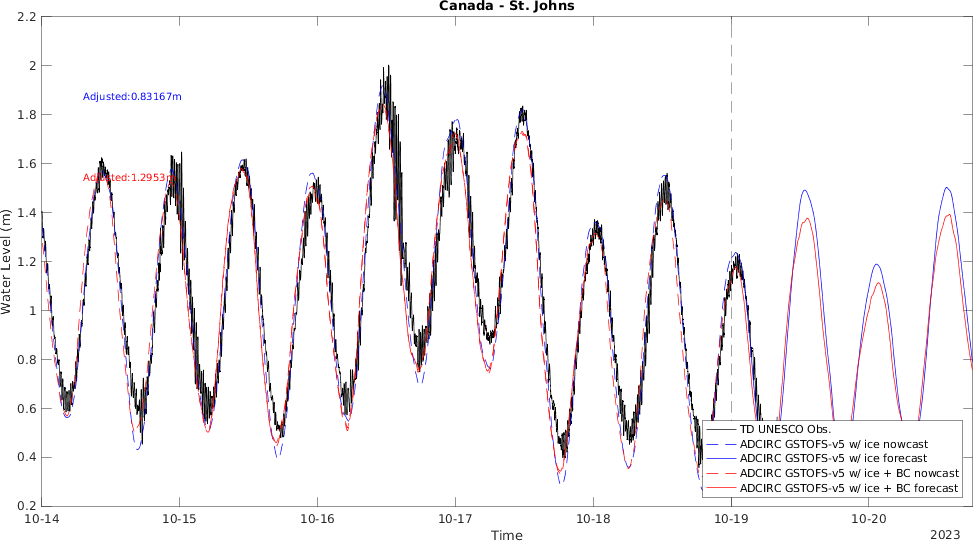 Canada - St. Johns
2.2
2
1.8
1.6
1.4
1.2
1
0.8
0.6
0.4
0.2
Water Level (m)
Adjusted:0.83167m
Adjusted:1.2953m
TD UNESCO Obs.
ADCIRC GSTOFS-v5 w/ ice nowcast
ADCIRC GSTOFS-v5 w/ ice forecast
ADCIRC GSTOFS-v5 w/ ice + BC nowcast
ADCIRC GSTOFS-v5 w/ ice + BC forecast
10-14 10-15 10-16 10-17 10-18 10-19 10-20
Time
2023